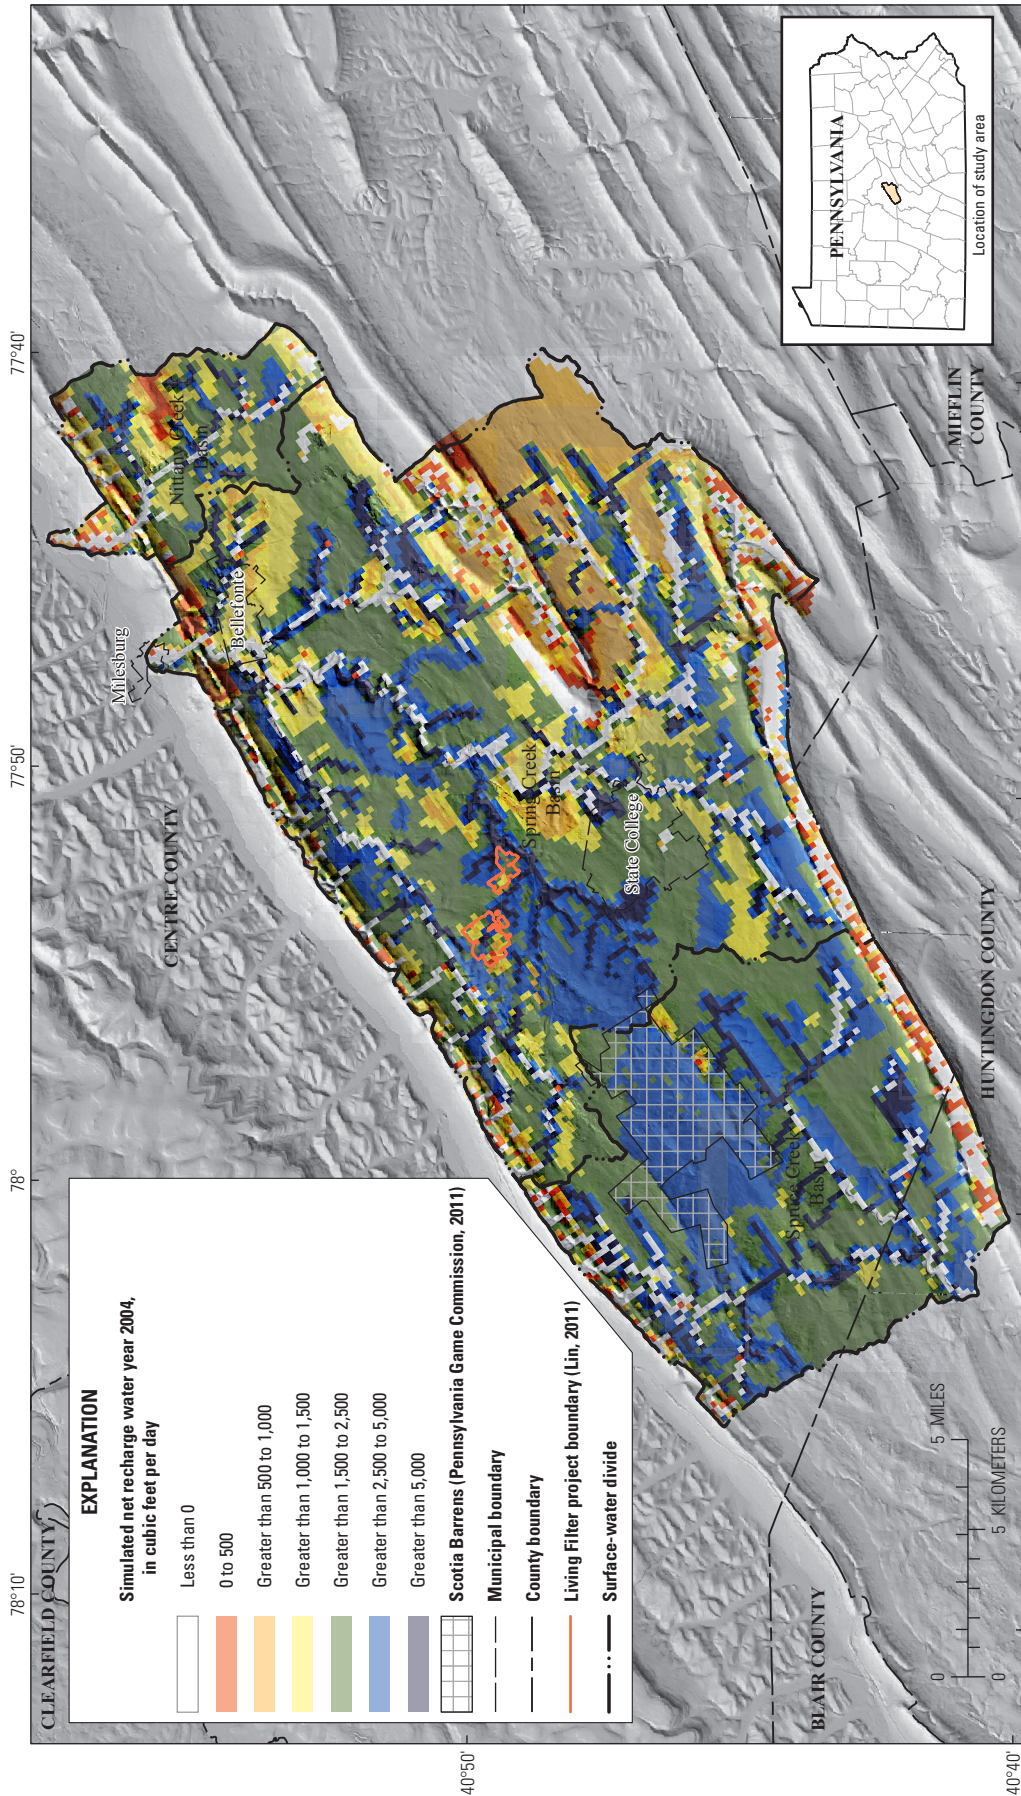 78°10'
78°
77°50'
77°40'
40°50'
40°40'
CLEARFIELD COUNTY
CENTRE COUNTY
BLAIR COUNTY
HUNTINGDON COUNTY
MIFFLIN
COUNTY
Milesburg
Bellefonte
Nittany Creek
Basin
Spring Creek
Basin
State College
Spruce Creek
Basin
EXPLANATION
Simulated net recharge water year 2004,
in cubic feet per day
Less than 0
0 to 500
Greater than 500 to 1,000
Greater than 1,000 to 1,500
Greater than 1,500 to 2,500
Greater than 2,500 to 5,000
Greater than 5,000
Scotia Barrens (Pennsylvania Game Commission, 2011)
Municipal boundary
County boundary
Living Filter project boundary (Lin, 2011)
Surface-water divide
0 5 MILES
0 5 KILOMETERS
PENNSYLVANIA
Location of study area